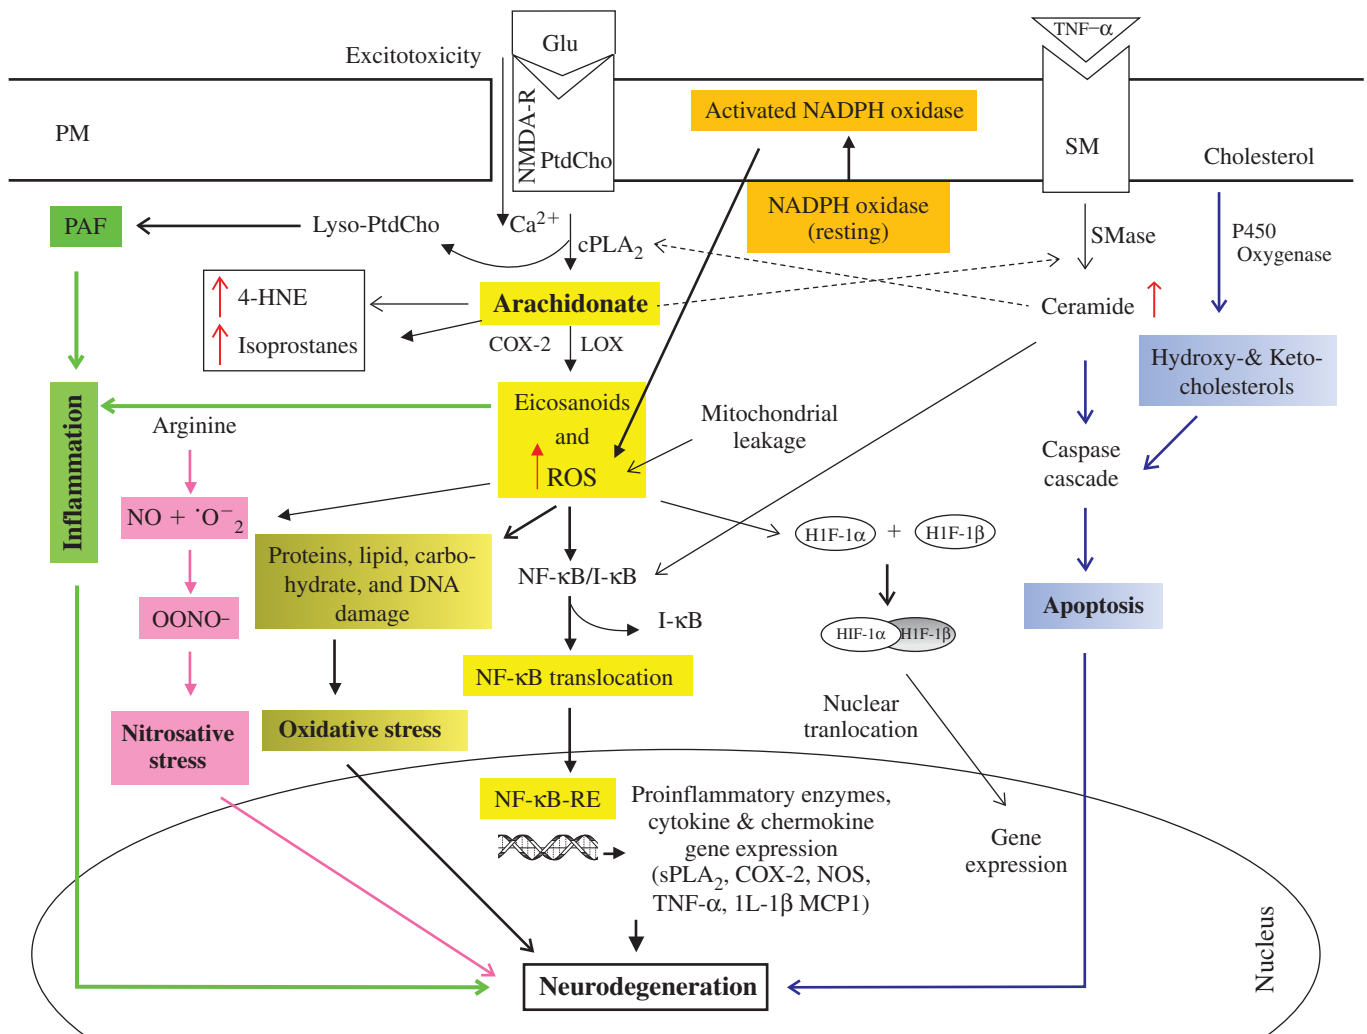 TNF−α
Excitotoxicity
Glu
PM
NMDA-R
PtdCho
Activated NADPH oxidase
SM
Cholesterol
NADPH oxidase
(resting)
PAF
Lyso-PtdCho
Ca2+
cPLA2
SMase
P450
Oxygenase
4-HNE
Isoprostanes
Arachidonate
COX-2
LOX
Ceramide
Hydroxy-& Keto-
cholesterols
Inflammation
Arginine
Eicosanoids
and
ROS
Mitochondrial
leakage
Caspase
cascade
NO + ˙O−2
Proteins, lipid, carbo-
hydrate, and DNA
damage
NF-κB/I-κB
H1F-1α
+
H1F-1β
OONO−
I-κB
HIF-1α
H1F-1β
Apoptosis
NF-κB translocation
Nuclear
tranlocation
Nitrosative
stress
Oxidative stress
NF-κB-RE
Proinflammatory enzymes,
cytokine & chermokine
gene expression
(sPLA2, COX-2, NOS,
TNF-α, 1L-1β MCP1)
Gene
expression
Nucleus
Neurodegeneration